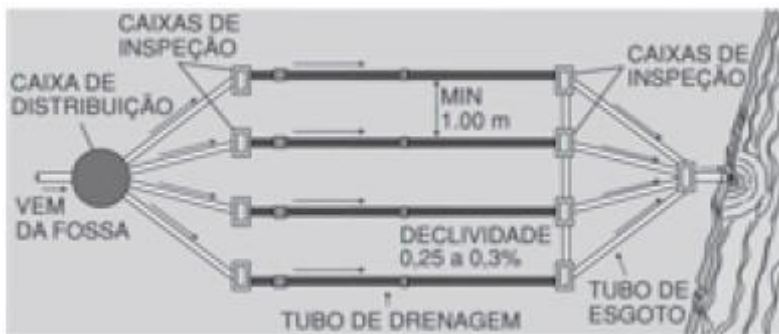 CAIXAS DE
INSPEÇÃO
CAIXA DE
DISTRIBUIÇÃO
CAIXAS DE
INSPEÇÃO
MIN
1.00 m
VEM
DA FOSSA
DECLIVIDADE
0,25 a 0,3%
TUBO DE DRENAGEM
TUBO DE
ESGOTO